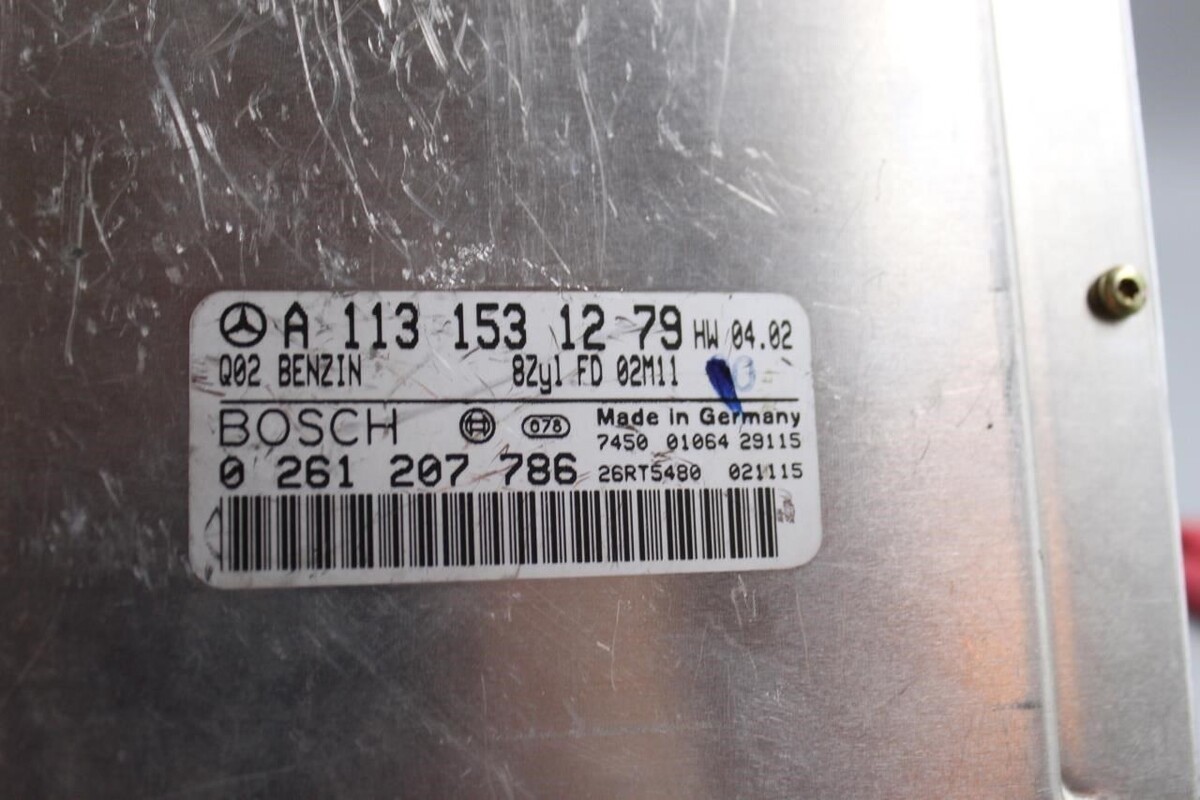 A 113 153 12 79 HW 04.02
Q02 BENZIN 8Zyl FD 02M11
BOSCH 078 Made in Germany
7450 01064 29115
0 261 207 786 26RT5480 021115